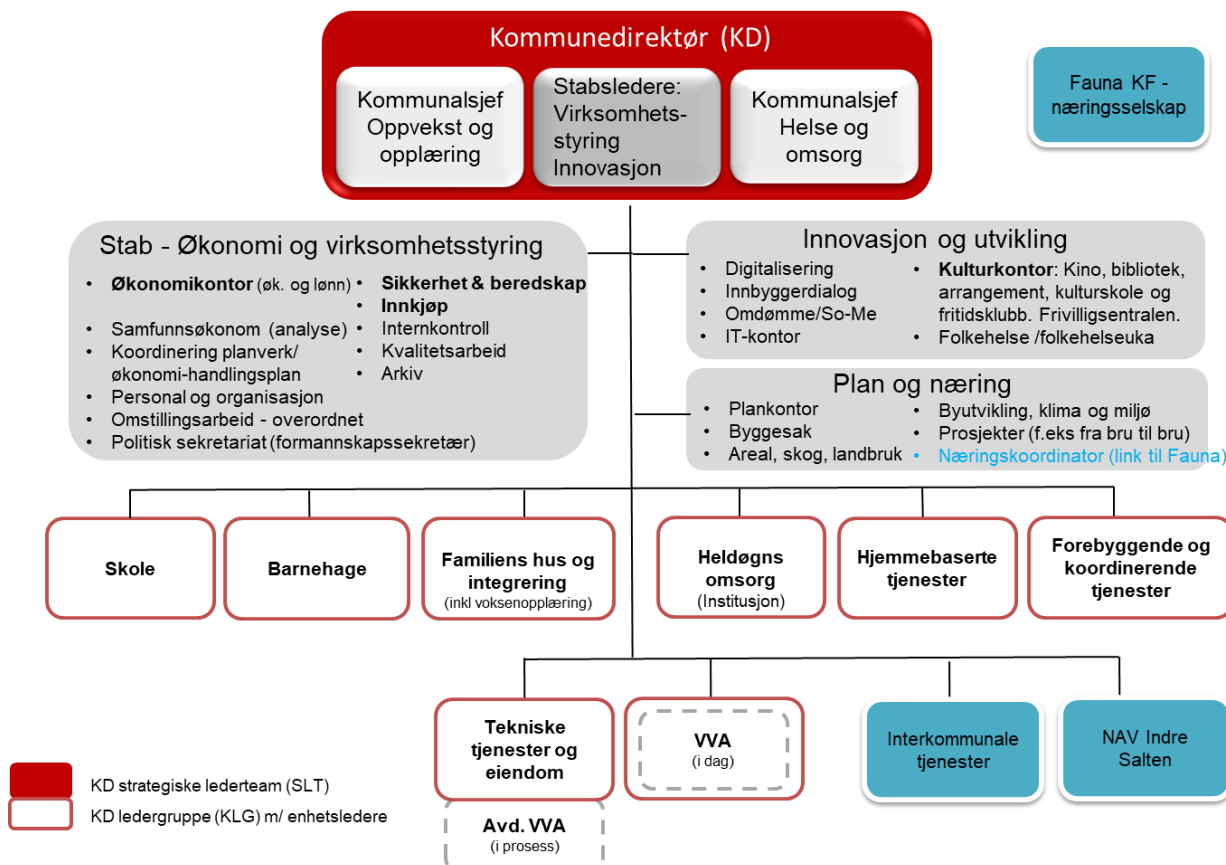 Kommunedirektør (KD)
Kommunalsjef
Oppvekst og
opplæring
Stabsledere:
Virksomhets-
styring
Innovasjon
Kommunalsjef
Helse og
omsorg
Fauna KF -
næringsselskap
Stab - Økonomi og virksomhetsstyring
• Økonomikontor (øk. og lønn)
• Samfunnsøkonom (analyse)
• Koordinering planverk/
økonomi-handlingsplan
• Personal og organisasjon
• Omstillingsarbeid - overordnet
• Politisk sekretariat (formannskapssekretær)
• Sikkerhet & beredskap
• Innkjøp
• Internkontroll
• Kvalitetsarbeid
• Arkiv
Innovasjon og utvikling
• Digitalisering
• Innbyggerdialog
• Omdømme/So-Me
• IT-kontor
• Kulturkontor: Kino, bibliotek,
arrangement, kulturskole og
fritidsklubb. Frivilligsentralen.
• Folkehelse /folkehelseuka
Plan og næring
• Plankontor
• Byggesak
• Areal, skog, landbruk
• Byutvikling, klima og miljø
• Prosjekter (f.eks fra bru til bru)
• Næringskoordinator (link til Fauna)
Skole
Barnehage
Familiens hus og
integrering
(inkl voksenopplæring)
Heldøgns
omsorg
(Institusjon)
Hjemmebaserte
tjenester
Forebyggende og
koordinerende
tjenester
Tekniske
tjenester og
eiendom
Avd. VVA
(i prosess)
VVA
(i dag)
Interkommunale
tjenester
NAV Indre
Salten
KD strategiske lederteam (SLT)
KD ledergruppe (KLG) m/ enhetsledere